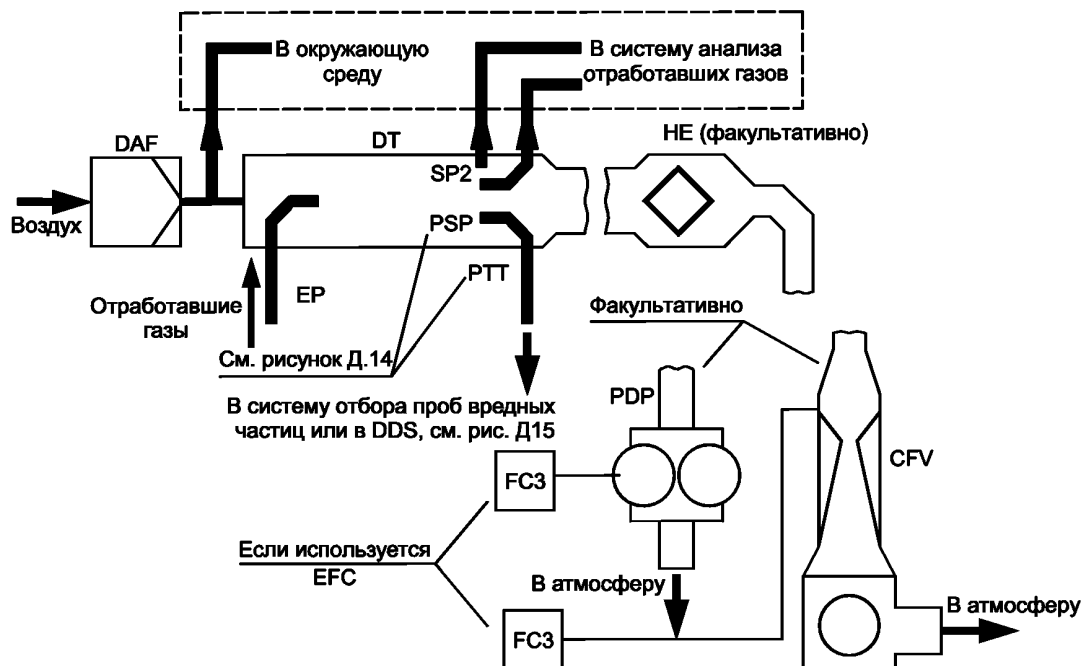 В окружающую
среду
В систему анализа
отработавших газов
DAF
DT
НЕ (факультативно)
SP2
Воздух
PSP
PTT
EP
Отработавшие
газы
Факультативно
См. рисунок Д.14
PDP
В систему отбора проб вредных
частиц или в DDS, см. рис. Д15
CFV
FC3
Если используется
EFC
В атмосферу
В атмосферу
FC3